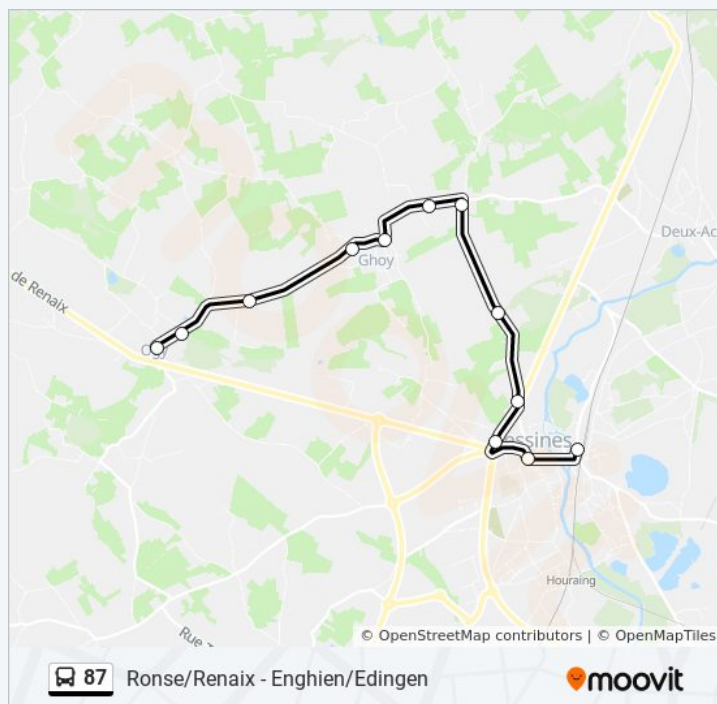 Deux-Ac
Ghoy
de Renaix
essines
Houraing
Rue
© OpenStreetMap contributors | © OpenMapTiles
87 Ronse/Renaix - Enghien/Edingen moovit